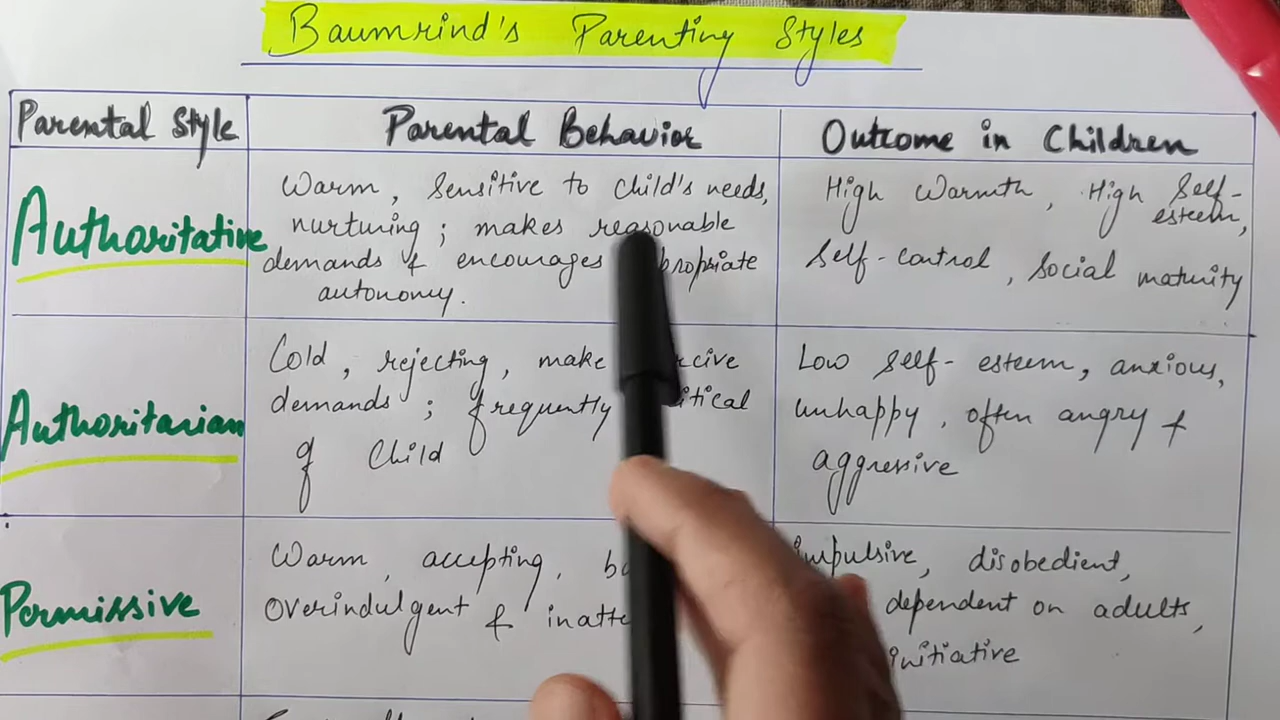 Baumrind's Parenting Styles
Parental Style
Parental Behavior
Outcome in Children
Authoritative
Warm, Sensitive to child's needs,
nurturing; makes reasonable
demands & encourages
autonomy.
High Warmth, High Self-
esteem,
Self-control, Social maturity
Authoritarian
Cold, rejecting, make
demands; frequently
of Child
Low Self-esteem, anxious,
unhappy, often angry &
aggressive
Permissive
Warm, accepting,
Overindulgent &
impulsive, disobedient,
dependent on adults,
initiative